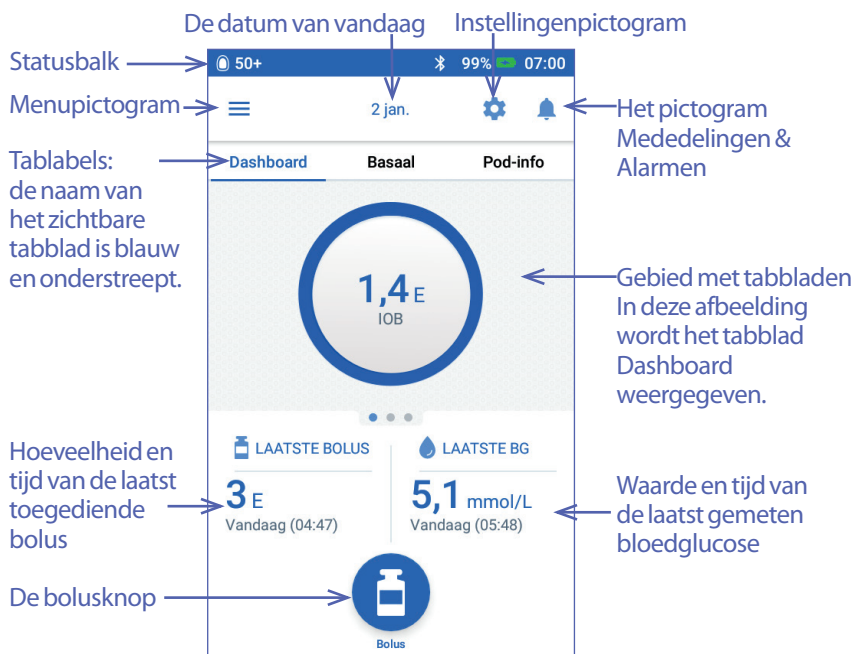 De datum van vandaag
Instellingenpictogram
Statusbalk
50+
99%
07:00
Menupictogram
2 jan.
Het pictogram
Mededelingen &
Alarmen
Tablabels:
de naam van
het zichtbare
tabblad is blauw
en onderstreept.
Dashboard
Basaal
Pod-info
1,4 E
IOB
Gebied met tabbladen
In deze afbeelding
wordt het tabblad
Dashboard
weergegeven.
Hoeveelheid en
tijd van de laatst
toegediende
bolus
LAATSTE BOLUS
3 E
Vandaag (04:47)
LAATSTE BG
5,1 mmol/L
Vandaag (05:48)
Waarde en tijd van
de laatst gemeten
bloedglucose
De bolusknop
Bolus